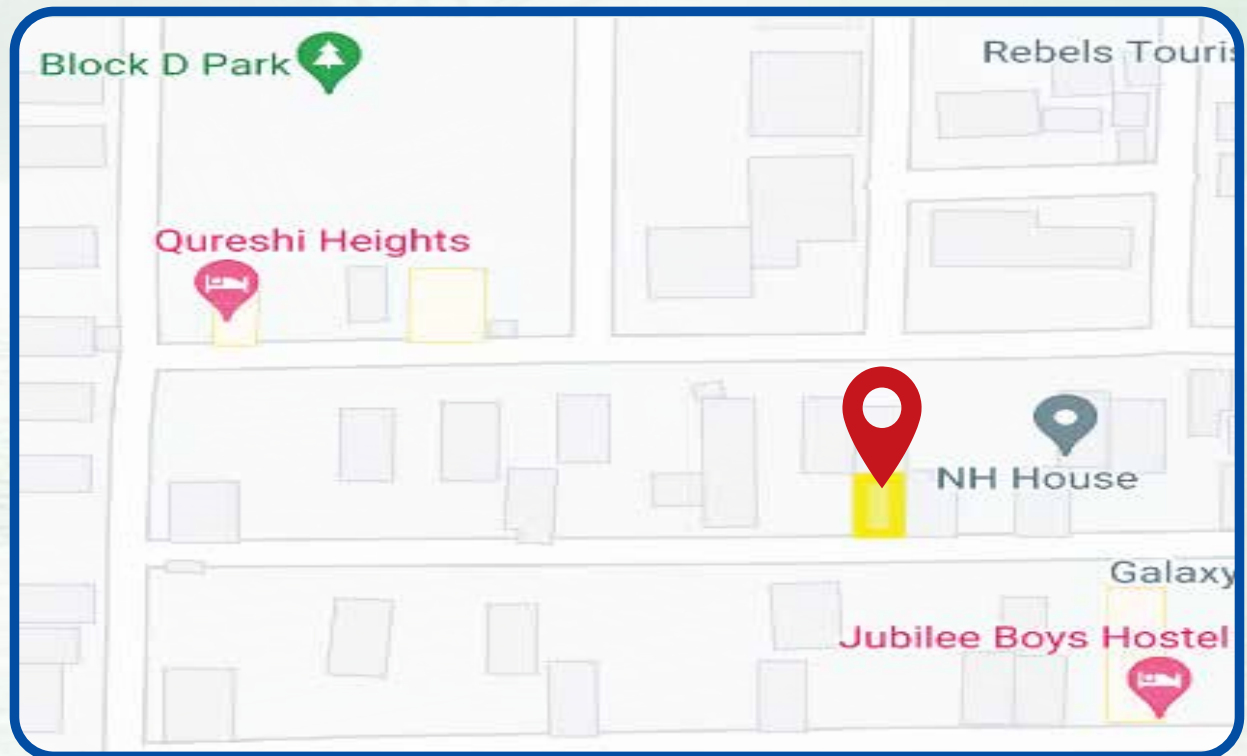 Block D Park
Rebels Touris
Qureshi Heights
NH House
Galaxy
Jubilee Boys Hostel